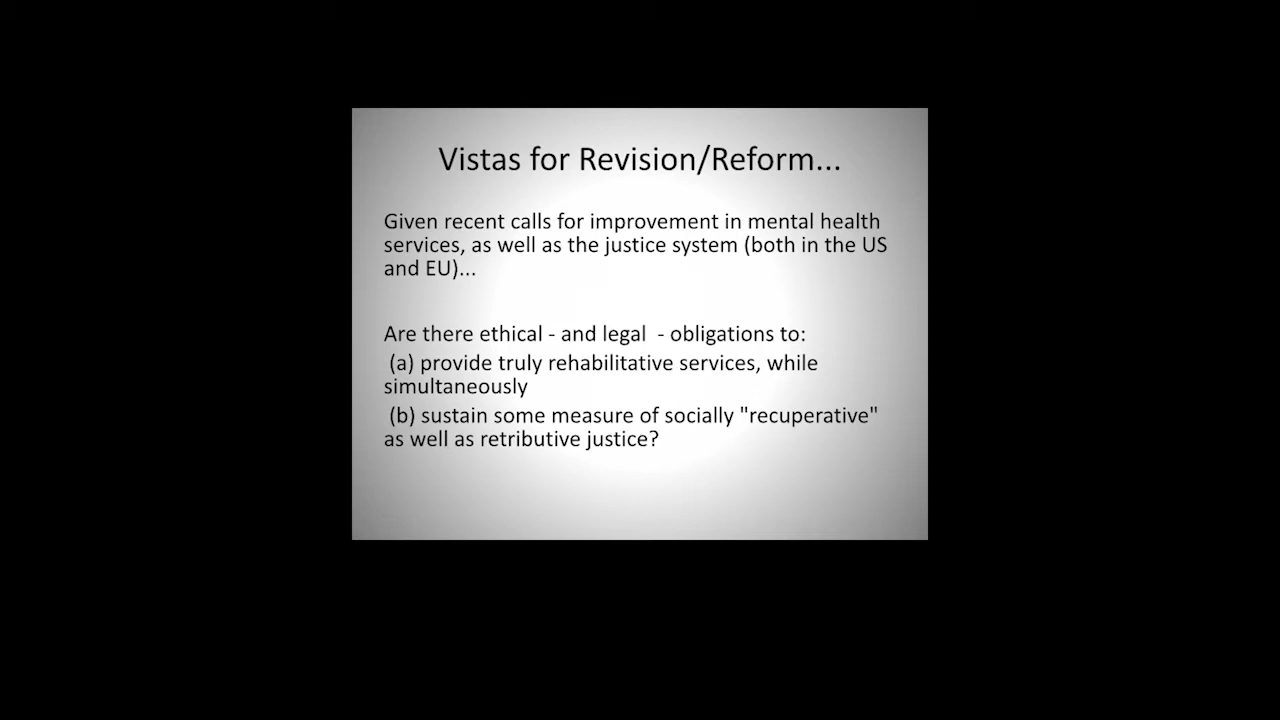 Vistas for Revision/Reform...
Given recent calls for improvement in mental health
services, as well as the justice system (both in the US
and EU)...
Are there ethical - and legal  - obligations to:
(a) provide truly rehabilitative services, while
simultaneously
(b) sustain some measure of socially "recuperative"
as well as retributive justice?